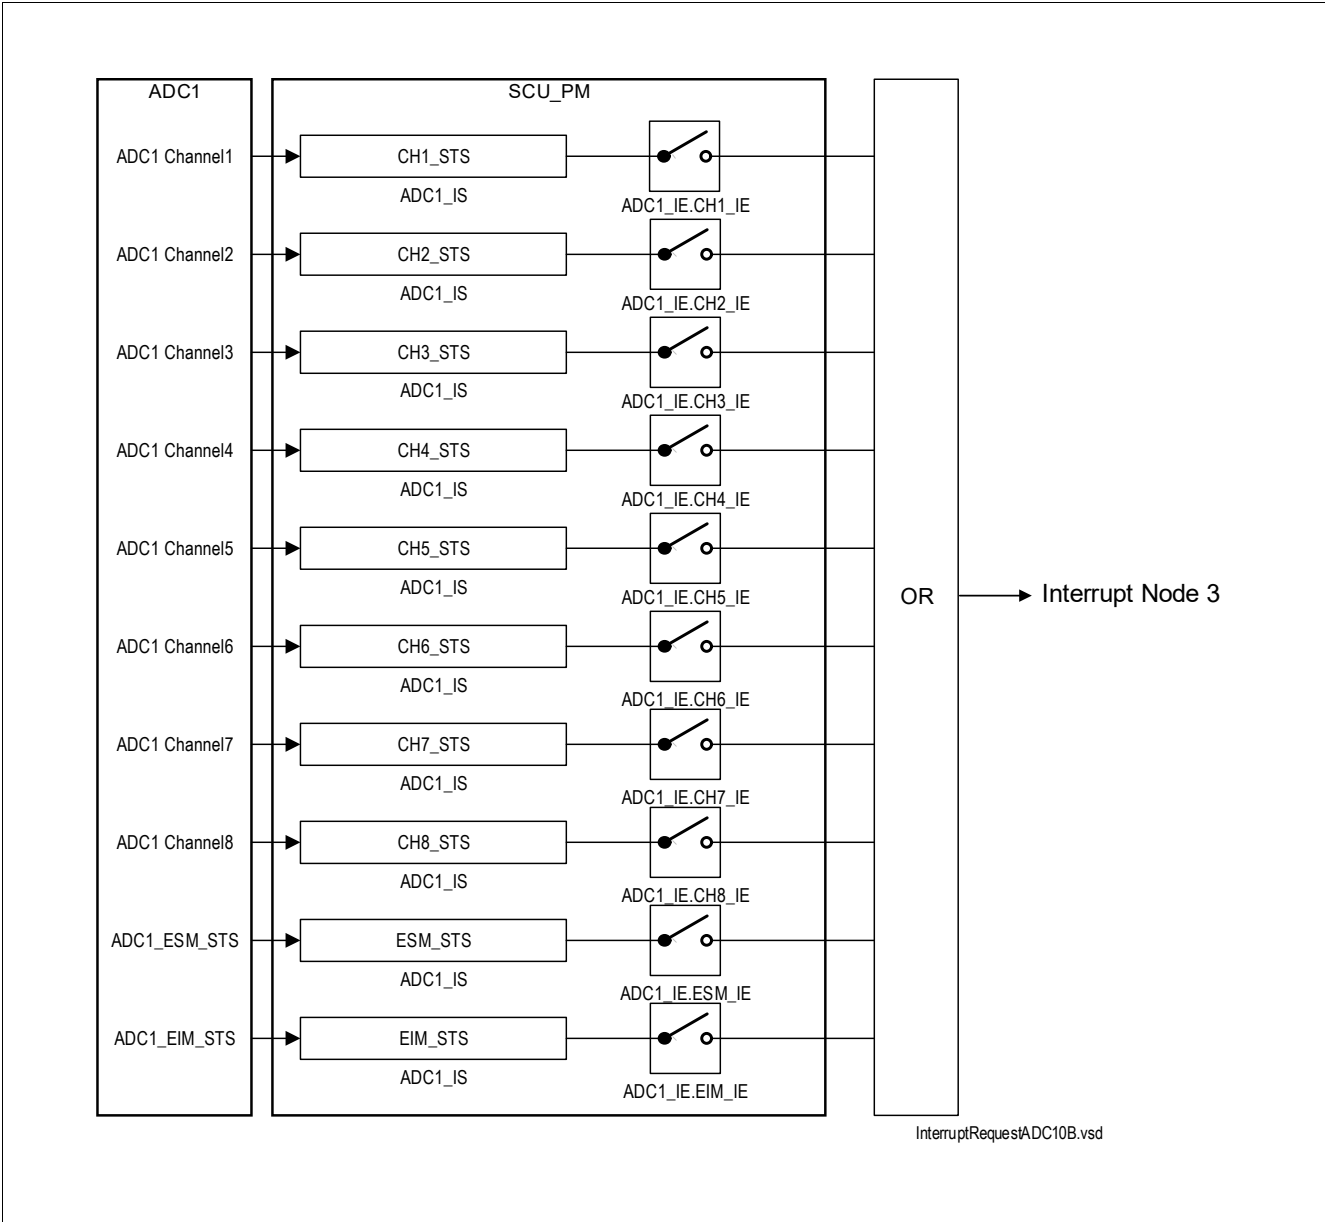 ADC1
SCU_PM
ADC1 Channel1
CH1_STS
ADC1_IS
ADC1_IE.CH1_IE
ADC1 Channel2
CH2_STS
ADC1_IS
ADC1_IE.CH2_IE
ADC1 Channel3
CH3_STS
ADC1_IS
ADC1_IE.CH3_IE
ADC1 Channel4
CH4_STS
ADC1_IS
ADC1_IE.CH4_IE
ADC1 Channel5
CH5_STS
ADC1_IS
ADC1_IE.CH5_IE
OR
Interrupt Node 3
ADC1 Channel6
CH6_STS
ADC1_IS
ADC1_IE.CH6_IE
ADC1 Channel7
CH7_STS
ADC1_IS
ADC1_IE.CH7_IE
ADC1 Channel8
CH8_STS
ADC1_IS
ADC1_IE.CH8_IE
ADC1_ESM_STS
ESM_STS
ADC1_IS
ADC1_IE.ESM_IE
ADC1_EIM_STS
EIM_STS
ADC1_IS
ADC1_IE.EIM_IE
InterruptRequestADC10B.vsd